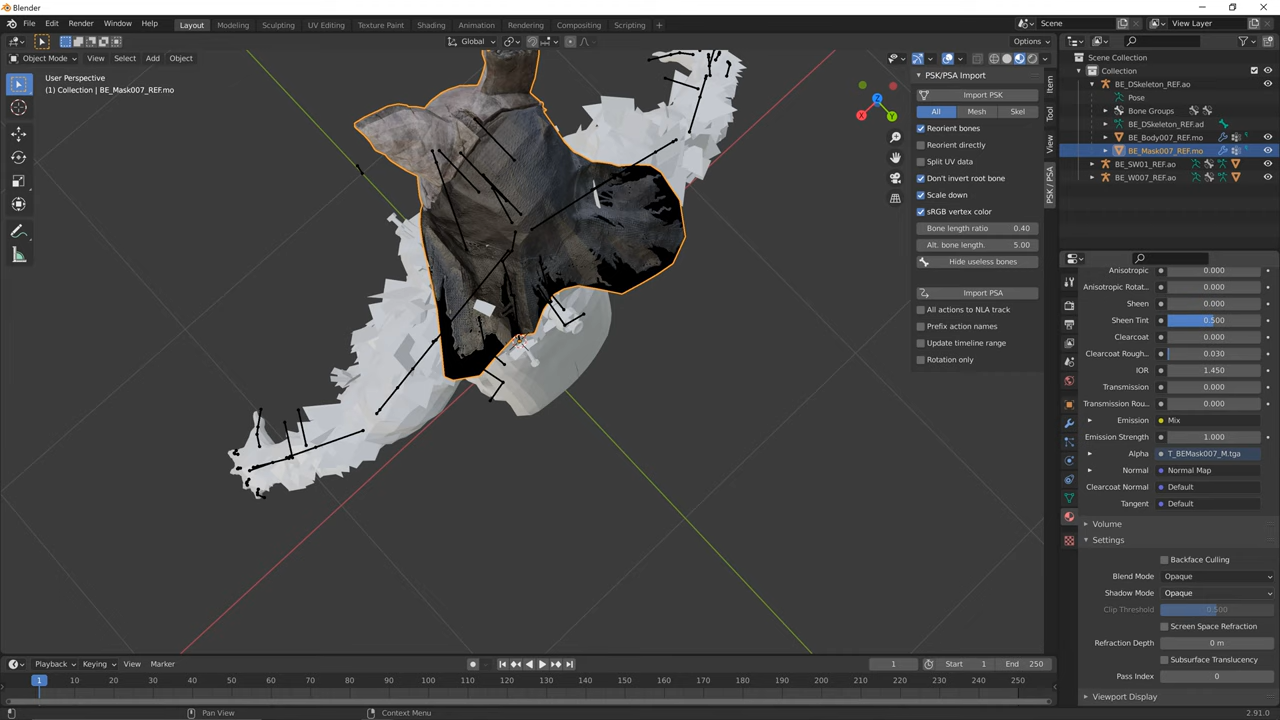 Blender
File Edit Render Window Help
Layout Modeling Sculpting UV Editing Texture Paint Shading Animation Rendering Compositing Scripting +
Scene
View Layer
Global
Options
Object Mode View Select Add Object
User Perspective
(1) Collection | BE_Mask007_REF.mo
X
Y
Z
PSK/PSA Import
Import PSK
All Mesh Skel
Reorient bones
Reorient directly
Split UV data
Don't invert root bone
Scale down
sRGB vertex color
Bone length ratio 0.40
Alt. bone length. 5.00
Hide useless bones
Import PSA
All actions to NLA track
Prefix action names
Update timeline range
Rotation only
Item
Tool
View
PSK / PSA
Scene Collection
Collection
BE_DSkeleton_REF.ao
Pose
Bone Groups
BE_DSkeleton_REF.ad
BE_Body007_REF.mo
BE_Mask007_REF.mo
BE_SW01_REF.ao
BE_W007_REF.ao
Anisotropic 0.000
Anisotropic Rotat.. 0.000
Sheen 0.000
Sheen Tint 0.500
Clearcoat 0.000
Clearcoat Rough.. 0.030
IOR 1.450
Transmission 0.000
Transmission Rou.. 0.000
Emission Mix
Emission Strength 1.000
Alpha T_BEMask007_M.tga
Normal Normal Map
Clearcoat Normal Default
Tangent Default
Volume
Settings
Backface Culling
Blend Mode Opaque
Shadow Mode Opaque
Clip Threshold 0.500
Screen Space Refraction
Refraction Depth 0 m
Subsurface Translucency
Pass Index 0
Viewport Display
Playback Keying View Marker
1 Start 1 End 250
1 10 20 30 40 50 60 70 80 90 100 110 120 130 140 150 160 170 180 190 200 210 220 230 240 250
Pan View
Context Menu
2.91.0